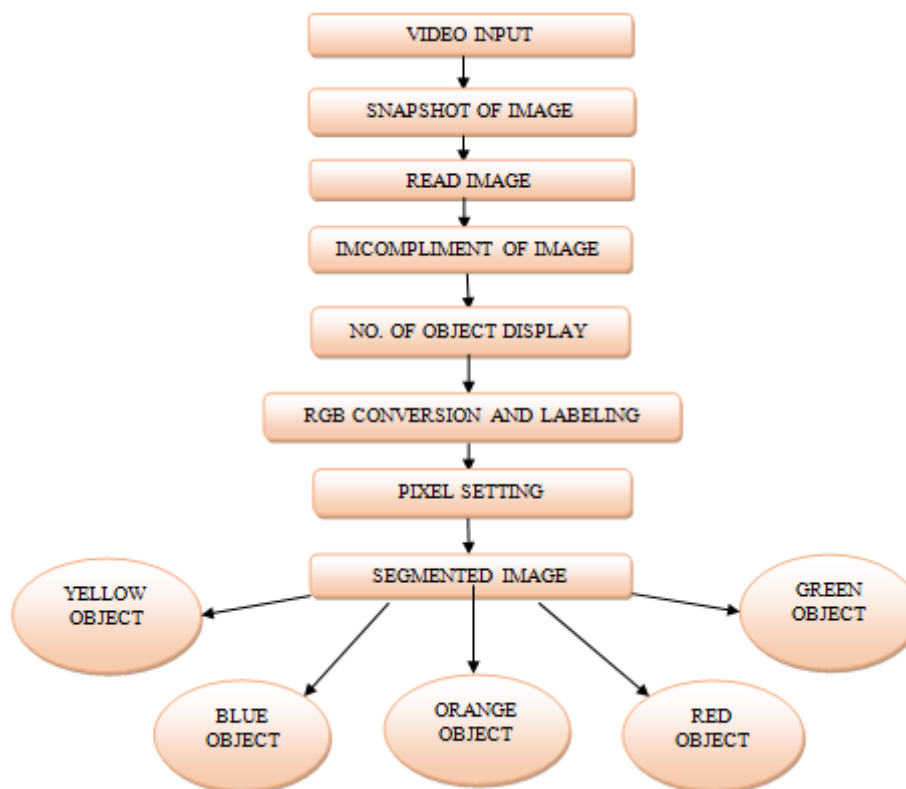 VIDEO INPUT
SNAPSHOT OF IMAGE
READ IMAGE
IMCOMPLIMENT OF IMAGE
NO. OF OBJECT DISPLAY
RGB CONVERSION AND LABELING
PIXEL SETTING
SEGMENTED IMAGE
YELLOW
OBJECT
BLUE
OBJECT
ORANGE
OBJECT
RED
OBJECT
GREEN
OBJECT